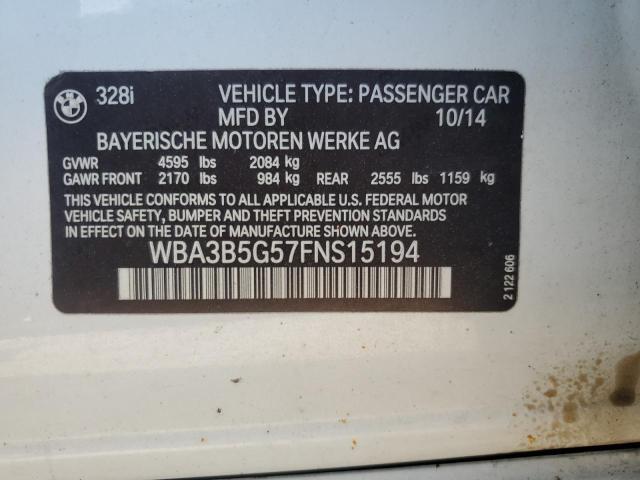 328i VEHICLE TYPE: PASSENGER CAR
MFD BY 10/14
BAYERISCHE MOTOREN WERKE AG
GVWR 4595 lbs 2084 kg
GAWR FRONT 2170 lbs 984 kg REAR 2555 lbs 1159 kg
THIS VEHICLE CONFORMS TO ALL APPLICABLE U.S. FEDERAL MOTOR
VEHICLE SAFETY, BUMPER AND THEFT PREVENTION STANDARDS
IN EFFECT ON THE DATE OF MANUFACTURE SHOWN ABOVE.
WBA3B5G57FNS15194
2 122 606